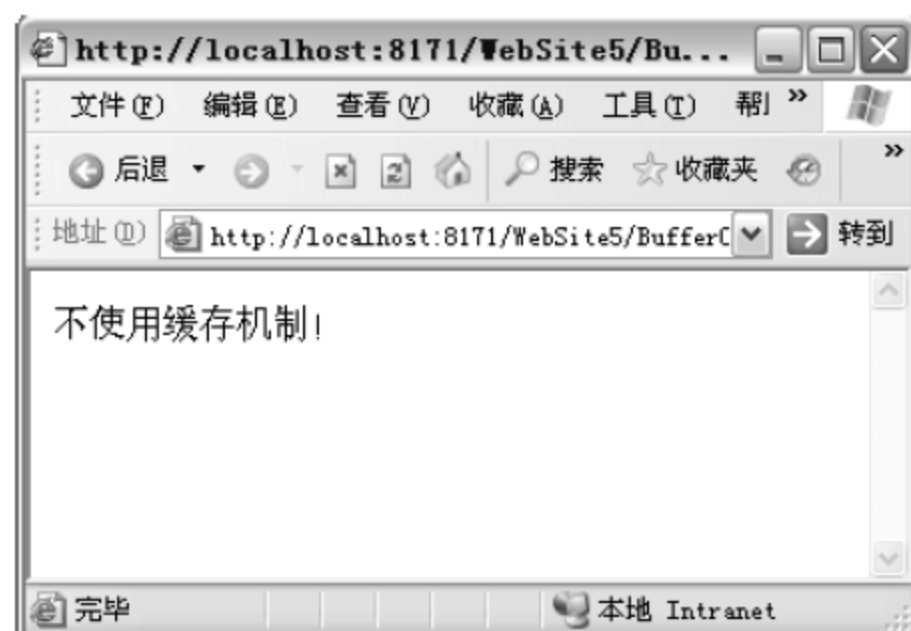 http://localhost:8171/WebSite5/Bu...
文件(F) 编辑(E) 查看(V) 收藏(A) 工具(T) 帮 »
后退 搜索 收藏夹 »
地址(D) http://localhost:8171/WebSite5/Buffer 转到
不使用缓存机制!
完毕 本地 Intranet